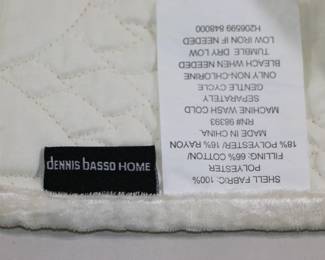 dennis basso HOME
SHELL FABRIC: 100%
POLYESTER
FILLING: 66% COTTON/
18% POLYESTER 16% RAYON
MADE IN CHINA.
RN# 98393
MACHINE WASH COLD
SEPARATELY
GENTLE CYCLE
ONLY NON-CHLORINE
BLEACH WHEN NEEDED
TUMBLE DRY LOW
LOW IRON IF NEEDED
H206599 848000